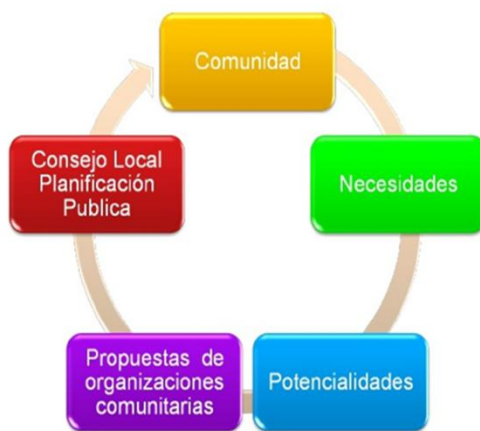 Comunidad
Necesidades
Potencialidades
Propuestas de
organizaciones
comunitarias
Consejo Local
Planificación
Publica